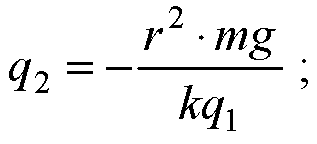 q₂ = − (r² · mg) / (kq₁) ;